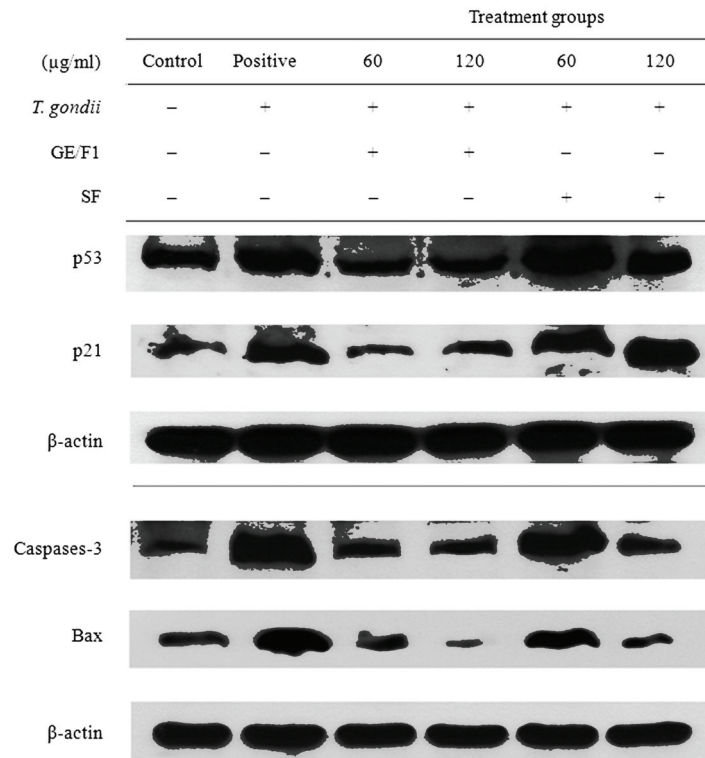 Treatment groups
(µg/ml) Control Positive 60 120 60 120
T. gondii – + + + + +
GE/F1 – – + + – –
SF – – – – + +
p53
p21
β-actin
Caspases-3
Bax
β-actin